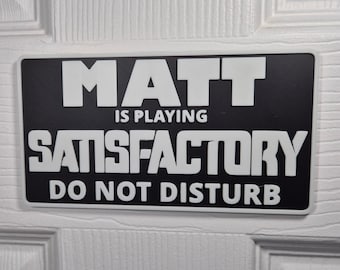 MATT
IS PLAYING
SATISFACTORY
DO NOT DISTURB